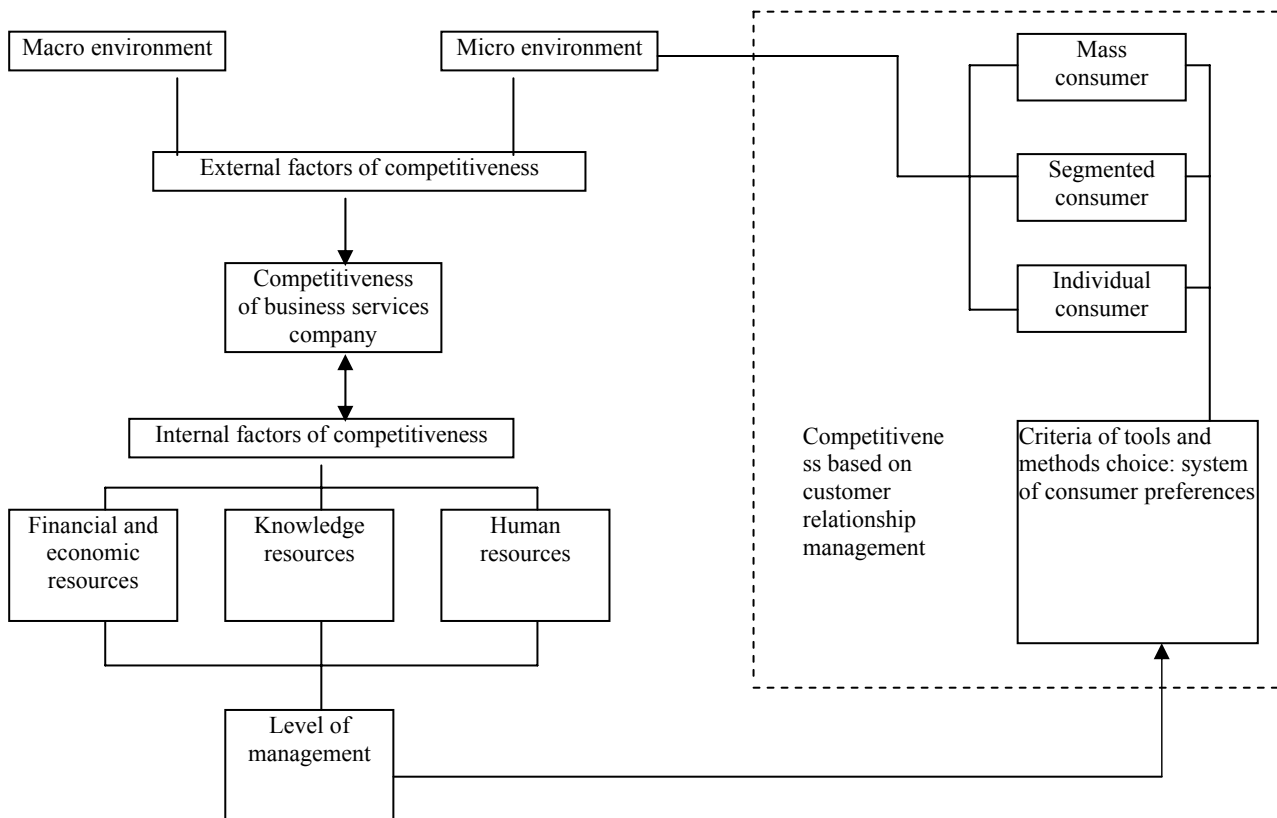 Macro environment
Micro environment
External factors of competitiveness
Competitiveness
of business services
company
Internal factors of competitiveness
Financial and
economic
resources
Knowledge
resources
Human
resources
Level of
management
Mass
consumer
Segmented
consumer
Individual
consumer
Competitivene
ss based on
customer
relationship
management
Criteria of tools and
methods choice: system
of consumer preferences